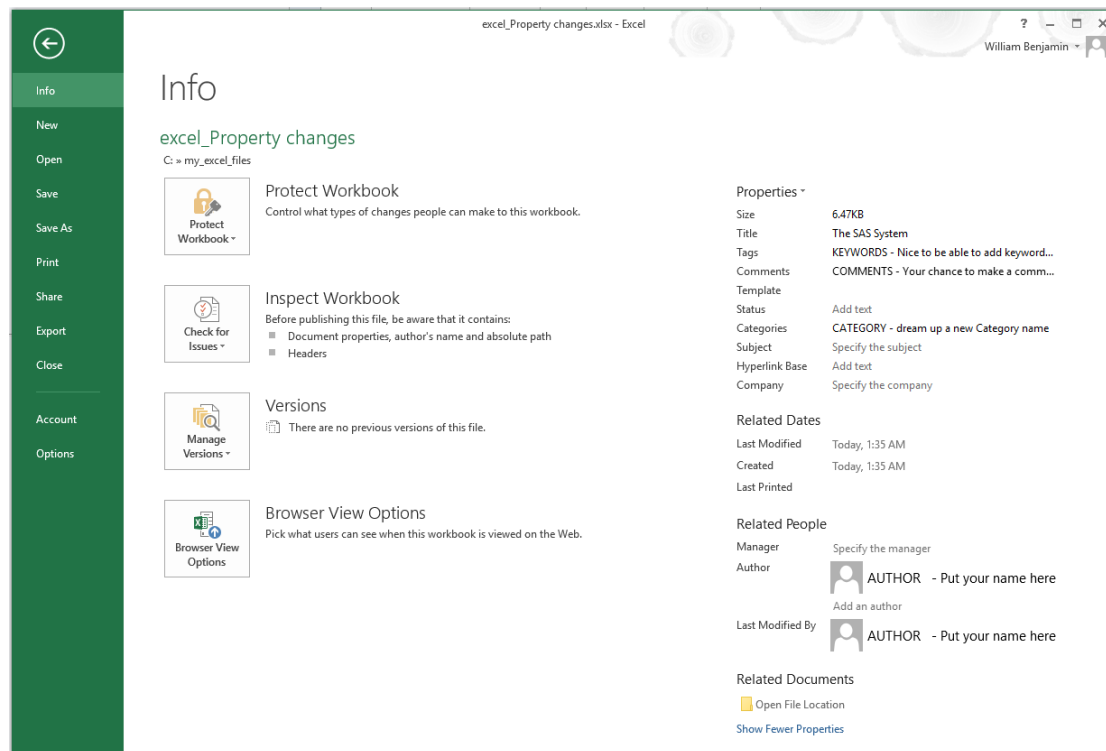 excel_Property changes.xlsx - Excel
?
William Benjamin
Info
New
Open
Save
Save As
Print
Share
Export
Close
Account
Options
Info
excel_Property changes
C: » my_excel_files
Protect
Workbook
Protect Workbook
Control what types of changes people can make to this workbook.
Check for
Issues
Inspect Workbook
Before publishing this file, be aware that it contains:
Document properties, author's name and absolute path
Headers
Manage
Versions
Versions
There are no previous versions of this file.
Browser View
Options
Browser View Options
Pick what users can see when this workbook is viewed on the Web.
Properties
Size 6.47KB
Title The SAS System
Tags KEYWORDS - Nice to be able to add keyword...
Comments COMMENTS - Your chance to make a comm...
Template
Status Add text
Categories CATEGORY - dream up a new Category name
Subject Specify the subject
Hyperlink Base Add text
Company Specify the company
Related Dates
Last Modified Today, 1:35 AM
Created Today, 1:35 AM
Last Printed
Related People
Manager Specify the manager
Author AUTHOR - Put your name here
Add an author
Last Modified By AUTHOR - Put your name here
Related Documents
Open File Location
Show Fewer Properties